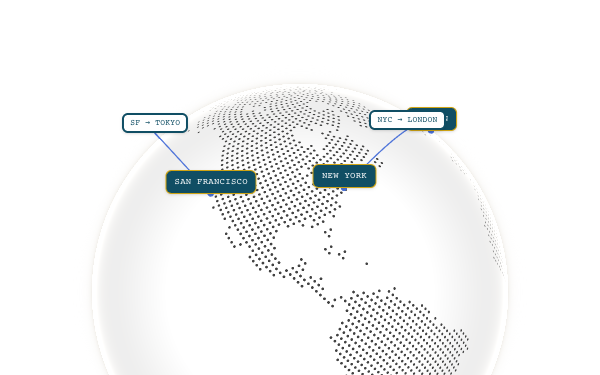 SF → TOKYO
NYC → LONDON
SAN FRANCISCO
NEW YORK